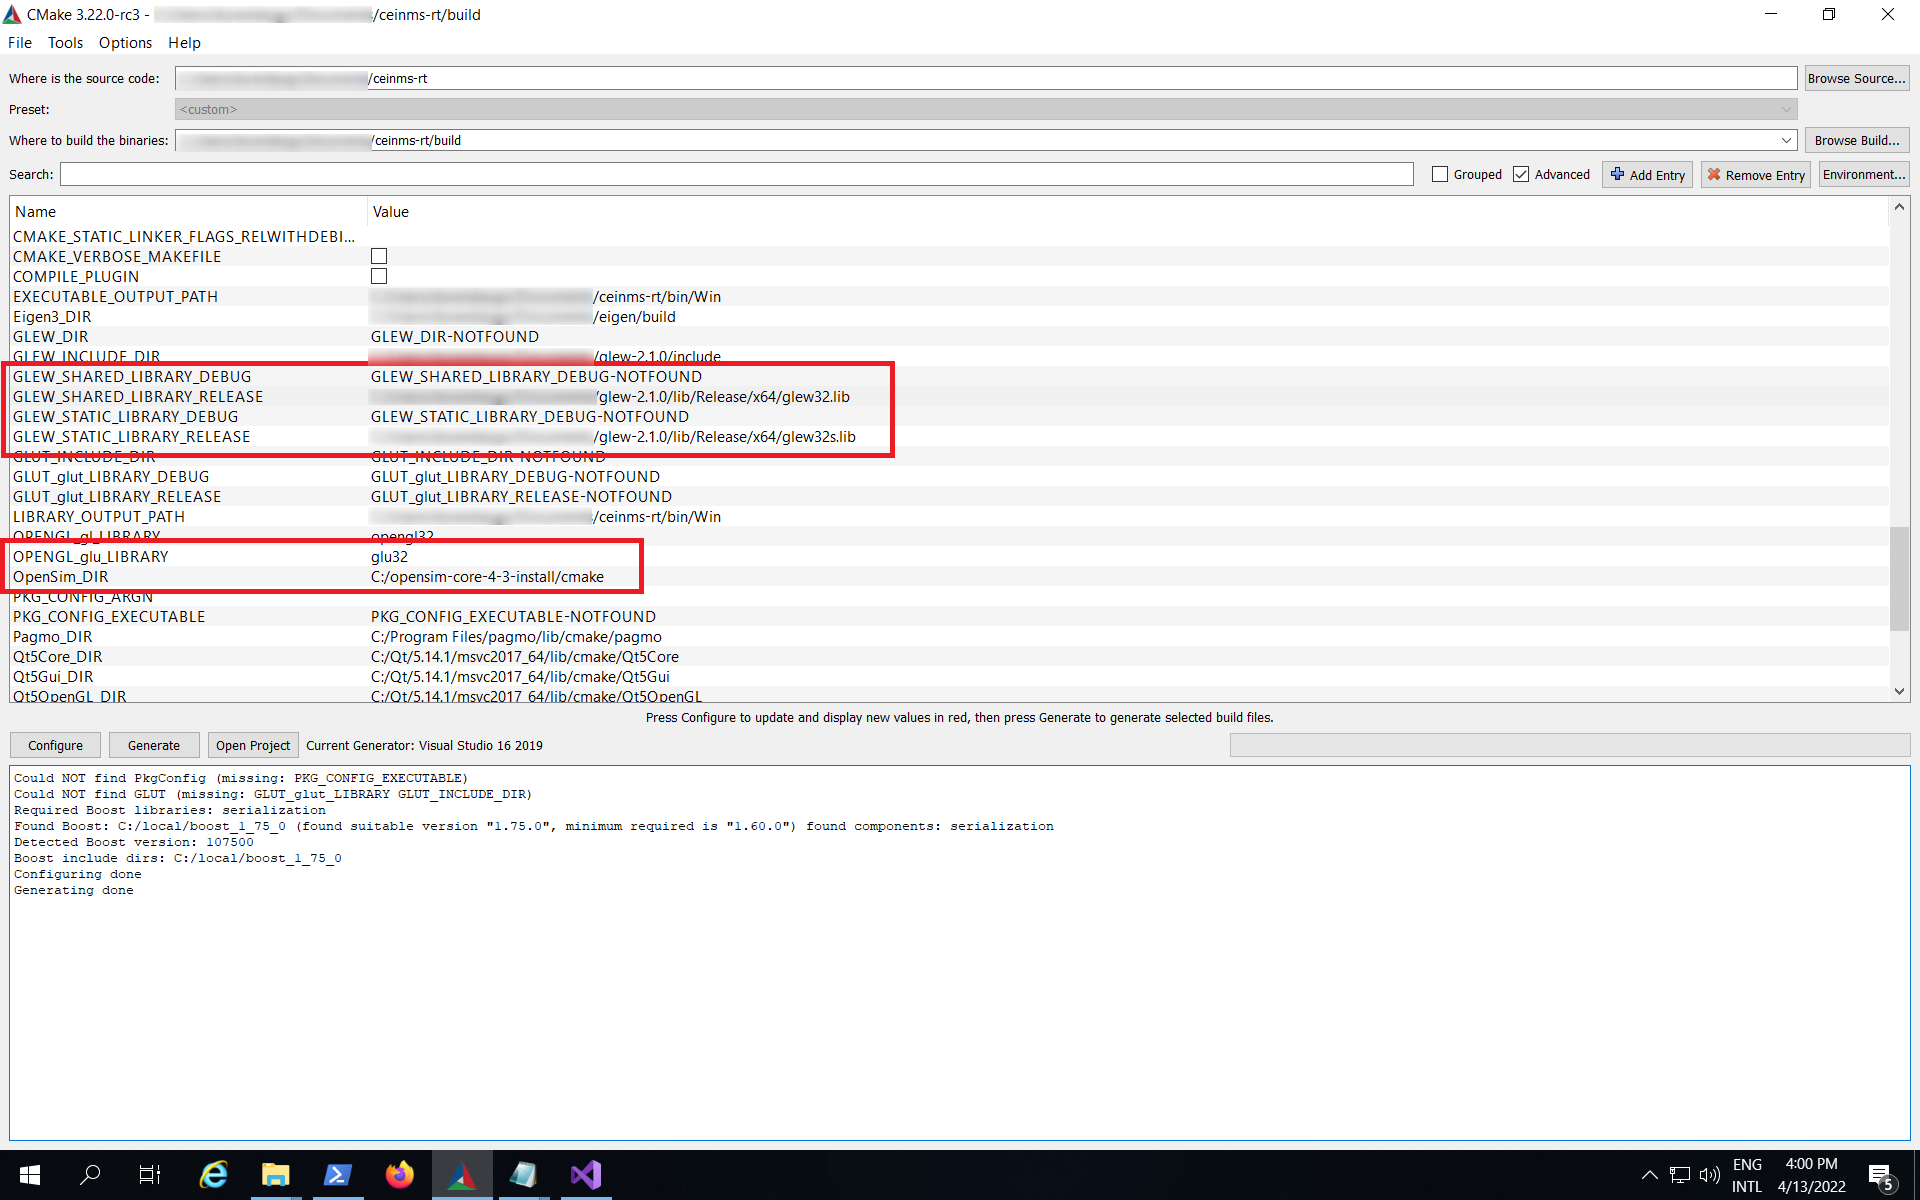 CMake 3.22.0-rc3 - /ceinms-rt/build
File Tools Options Help
Where is the source code: /ceinms-rt Browse Source...
Preset: <custom>
Where to build the binaries: /ceinms-rt/build Browse Build...
Search: Grouped Advanced Add Entry Remove Entry Environment...
Name Value
CMAKE_STATIC_LINKER_FLAGS_RELWITHDEBI...
CMAKE_VERBOSE_MAKEFILE
COMPILE_PLUGIN
EXECUTABLE_OUTPUT_PATH /ceinms-rt/bin/Win
Eigen3_DIR /eigen/build
GLEW_DIR GLEW_DIR-NOTFOUND
GLEW_INCLUDE_DIR /glew-2.1.0/include
GLEW_SHARED_LIBRARY_DEBUG GLEW_SHARED_LIBRARY_DEBUG-NOTFOUND
GLEW_SHARED_LIBRARY_RELEASE /glew-2.1.0/lib/Release/x64/glew32.lib
GLEW_STATIC_LIBRARY_DEBUG GLEW_STATIC_LIBRARY_DEBUG-NOTFOUND
GLEW_STATIC_LIBRARY_RELEASE /glew-2.1.0/lib/Release/x64/glew32s.lib
GLUT_INCLUDE_DIR GLUT_INCLUDE_DIR-NOTFOUND
GLUT_glut_LIBRARY_DEBUG GLUT_glut_LIBRARY_DEBUG-NOTFOUND
GLUT_glut_LIBRARY_RELEASE GLUT_glut_LIBRARY_RELEASE-NOTFOUND
LIBRARY_OUTPUT_PATH /ceinms-rt/bin/Win
OPENGL_gl_LIBRARY opengl32
OPENGL_glu_LIBRARY glu32
OpenSim_DIR C:/opensim-core-4-3-install/cmake
PKG_CONFIG_ARGN
PKG_CONFIG_EXECUTABLE PKG_CONFIG_EXECUTABLE-NOTFOUND
Pagmo_DIR C:/Program Files/pagmo/lib/cmake/pagmo
Qt5Core_DIR C:/Qt/5.14.1/msvc2017_64/lib/cmake/Qt5Core
Qt5Gui_DIR C:/Qt/5.14.1/msvc2017_64/lib/cmake/Qt5Gui
Qt5OpenGL_DIR C:/Qt/5.14.1/msvc2017_64/lib/cmake/Qt5OpenGL
Press Configure to update and display new values in red, then press Generate to generate selected build files.
Configure Generate Open Project Current Generator: Visual Studio 16 2019
Could NOT find PkgConfig (missing: PKG_CONFIG_EXECUTABLE)
Could NOT find GLUT (missing: GLUT_glut_LIBRARY GLUT_INCLUDE_DIR)
Required Boost libraries: serialization
Found Boost: C:/local/boost_1_75_0 (found suitable version "1.75.0", minimum required is "1.60.0") found components: serialization
Detected Boost version: 107500
Boost include dirs: C:/local/boost_1_75_0
Configuring done
Generating done
ENG 4:00 PM
INTL 4/13/2022 5